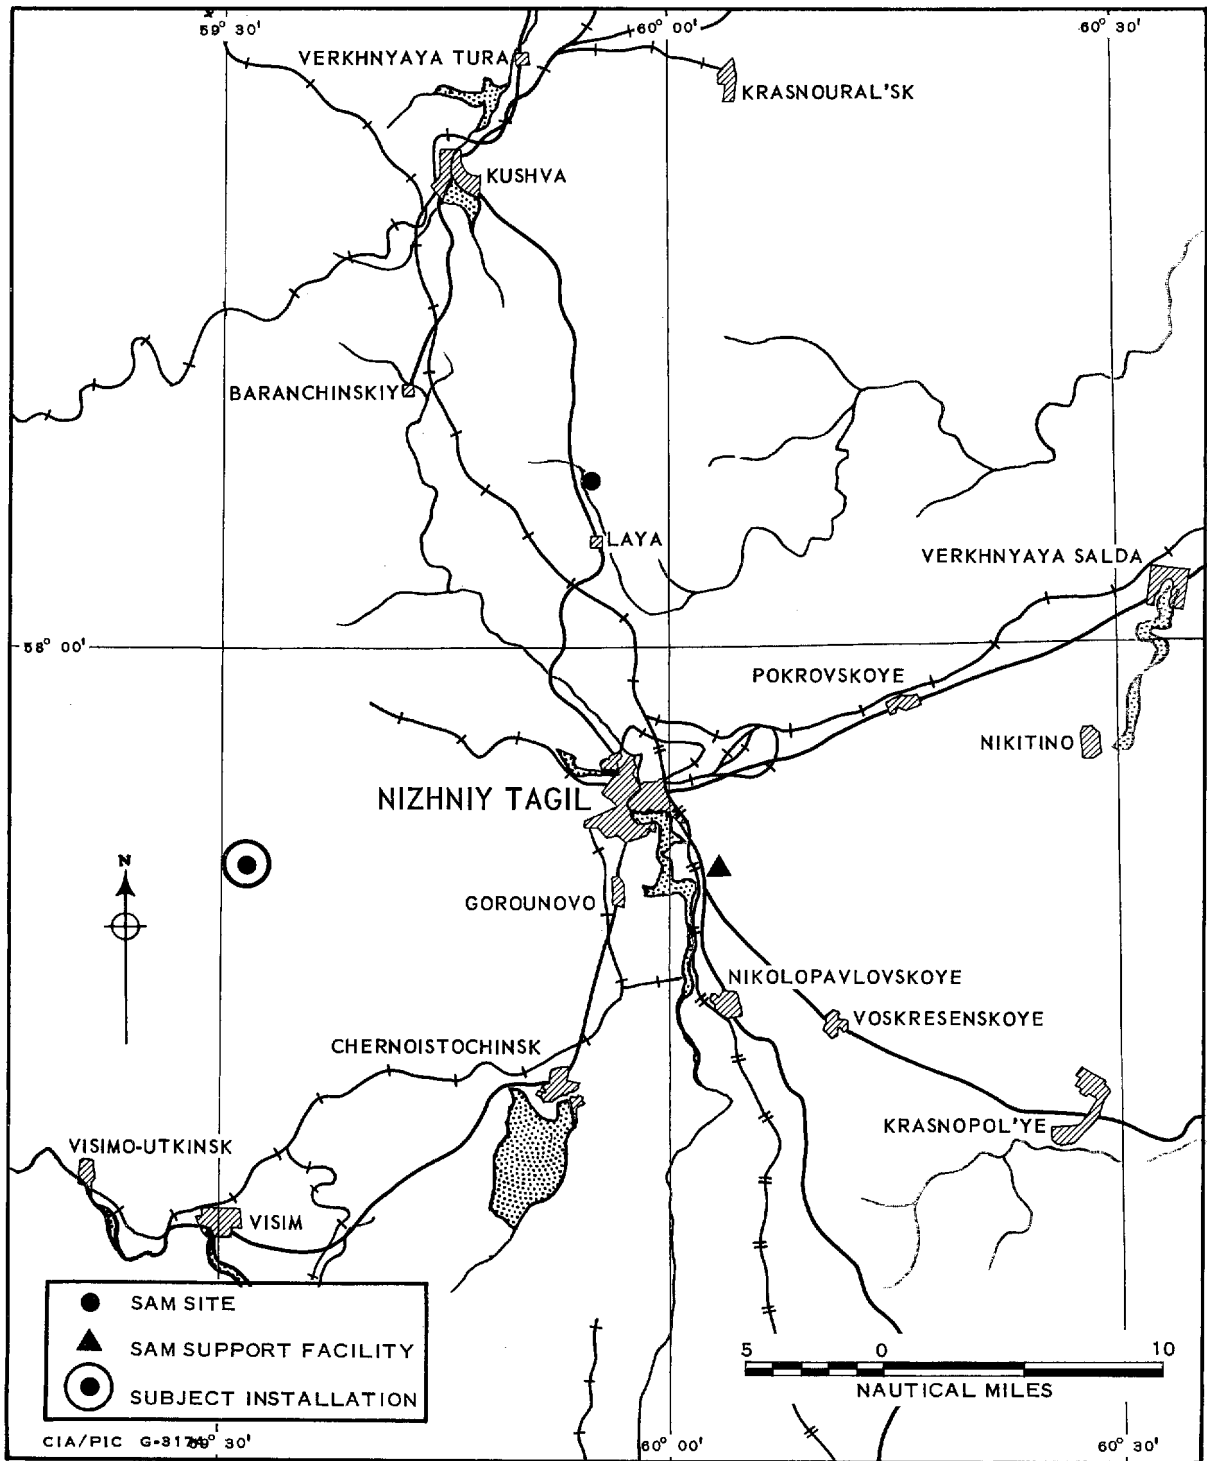 59° 30'
60° 00'
60° 30'
VERKHNYAYA TURA
KRASNOURAL'SK
KUSHVA
BARANCHINSKIY
LAYA
VERKHNYAYA SALDA
58° 00'
POKROVSKOYE
NIKITINO
NIZHNIY TAGIL
N
GOROUNOVO
NIKOLOPAVLOVSKOYE
VOSKRESENSKOYE
CHERNOISTOCHINSK
KRASNOPOL'YE
VISIMO-UTKINSK
VISIM
SAM SITE
SAM SUPPORT FACILITY
SUBJECT INSTALLATION
5 0 10
NAUTICAL MILES
CIA/PIC
59° 30'
60° 00'
60° 30'